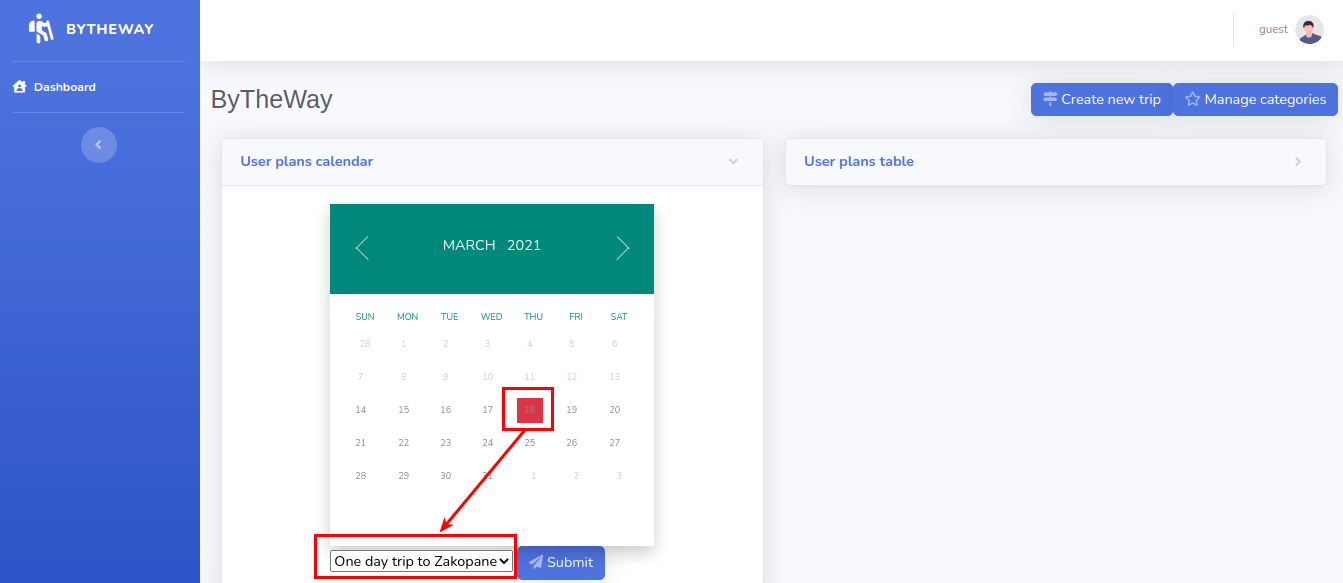 BYTHEWAY
guest
Dashboard
ByTheWay
Create new trip
Manage categories
User plans calendar
User plans table
MARCH 2021
SUN MON TUE WED THU FRI SAT
28 1 2 3 4 5 6
7 8 9 10 11 12 13
14 15 16 17 18 19 20
21 22 23 24 25 26 27
28 29 30 31 1 2 3
One day trip to Zakopane
Submit